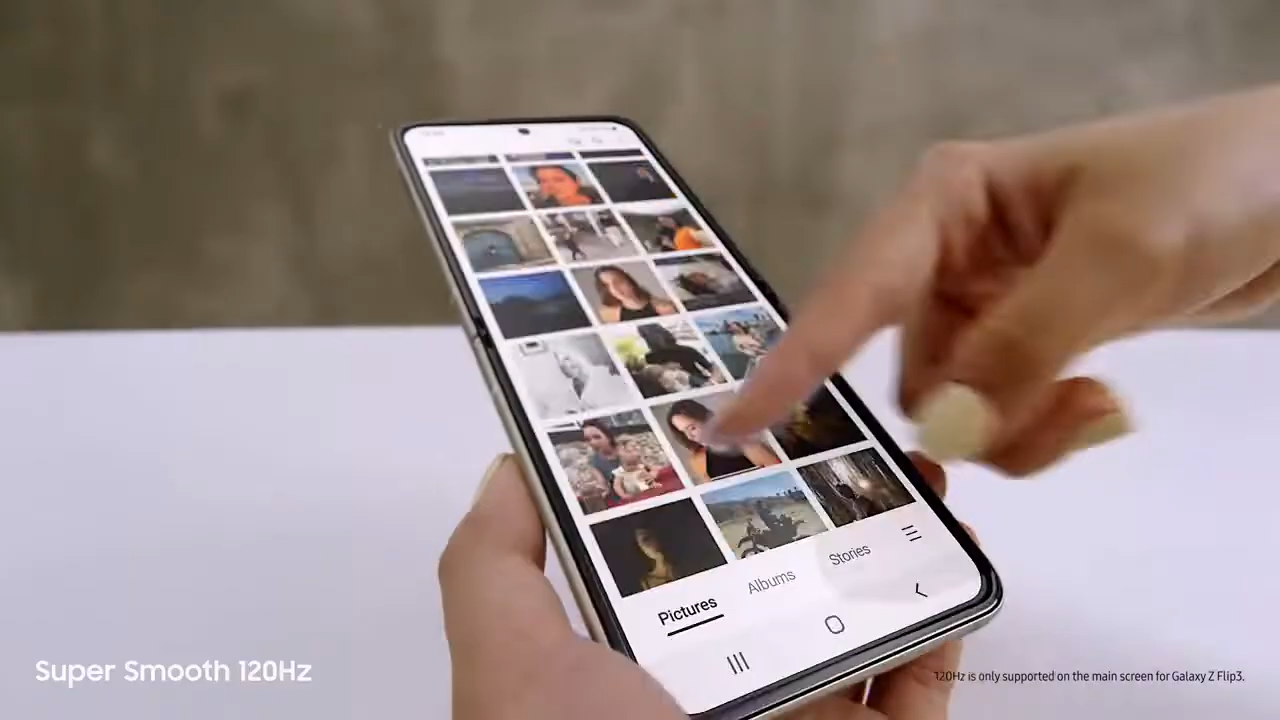 Pictures
Albums
Stories
Super Smooth 120Hz
120Hz is only supported on the main screen for Galaxy Z Flip3.